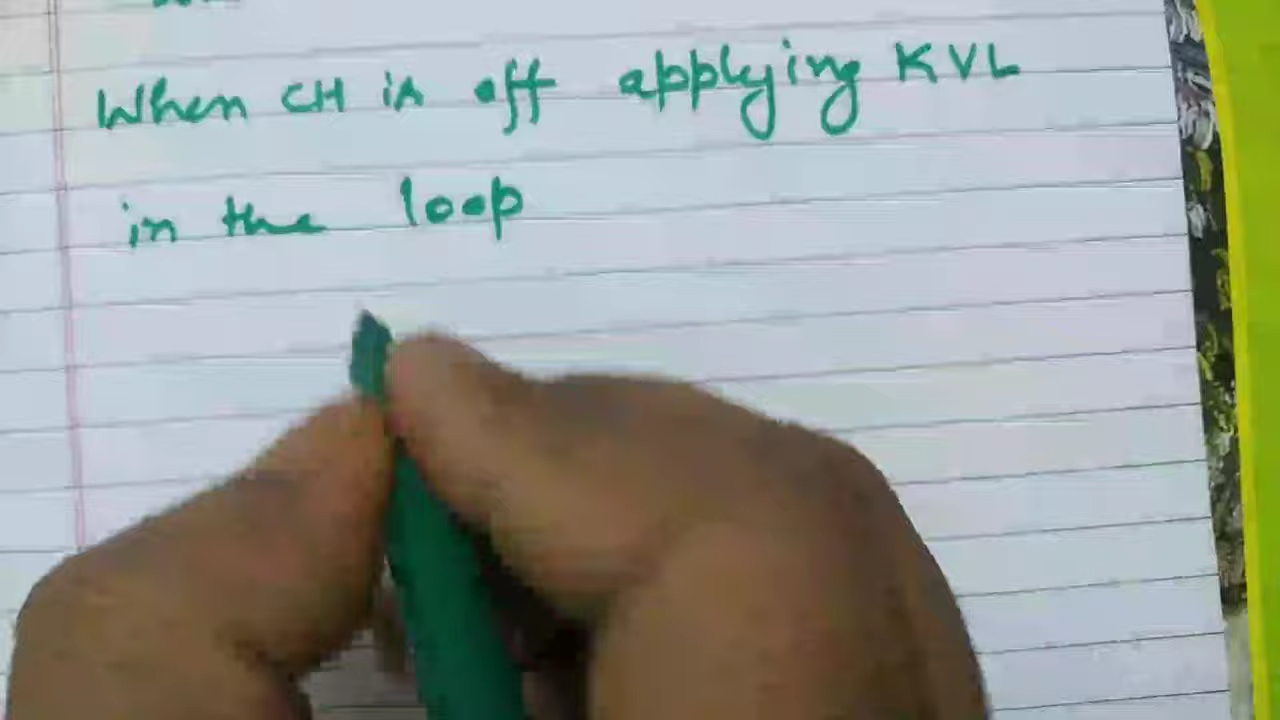 When CH is off applying KVL
in the loop